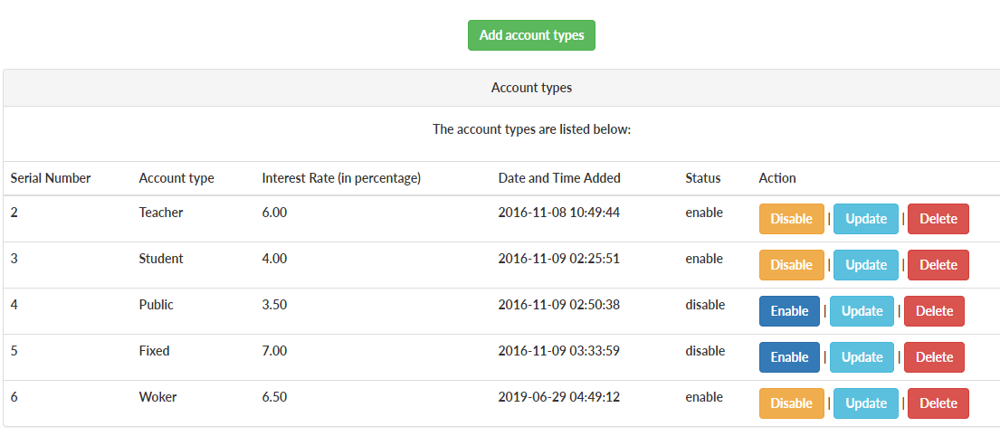 Add account types
Account types
The account types are listed below:
Serial Number Account type Interest Rate (in percentage) Date and Time Added Status Action
2 Teacher 6.00 2016-11-08 10:49:44 enable Disable | Update | Delete
3 Student 4.00 2016-11-09 02:25:51 enable Disable | Update | Delete
4 Public 3.50 2016-11-09 02:50:38 disable Enable | Update | Delete
5 Fixed 7.00 2016-11-09 03:33:59 disable Enable | Update | Delete
6 Woker 6.50 2019-06-29 04:49:12 enable Disable | Update | Delete